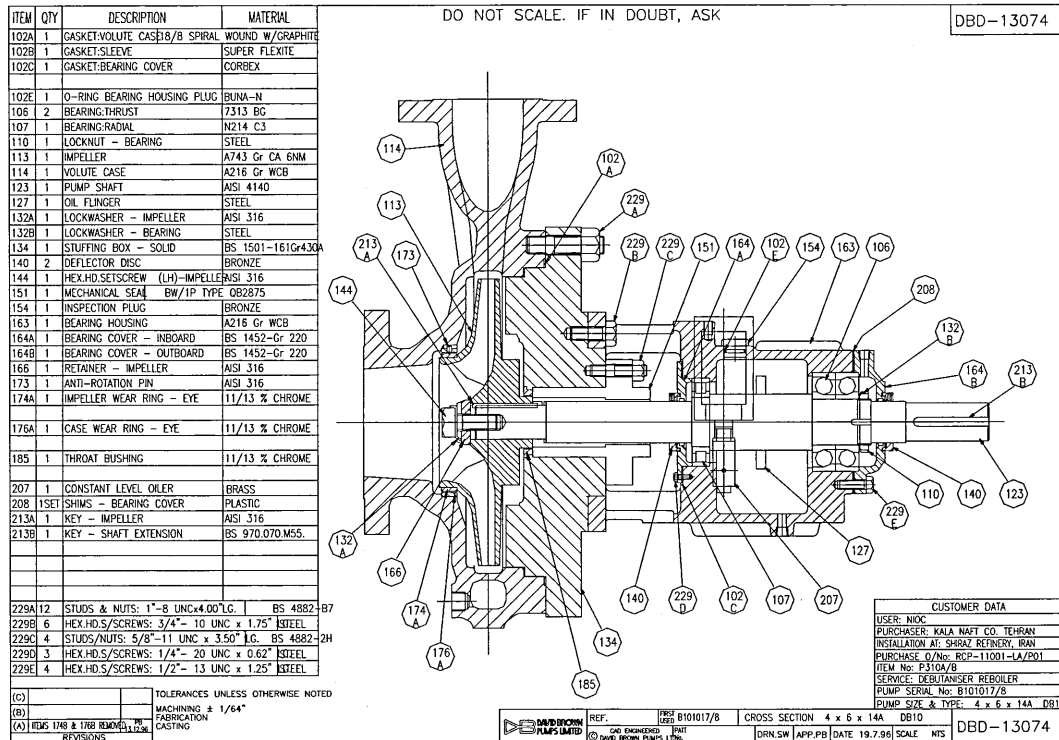 DO NOT SCALE. IF IN DOUBT, ASK
DBD-13074
ITEM QTY DESCRIPTION MATERIAL
102A 1 GASKET:VOLUTE CASE 18/8 SPIRAL WOUND W/GRAPHITE
102B 1 GASKET:SLEEVE SUPER FLEXITE
102C 1 GASKET:BEARING COVER CORBEX
102E 1 O-RING BEARING HOUSING PLUG BUNA-N
106 2 BEARING:THRUST 7313 BG
107 1 BEARING:RADIAL N214 C3
110 1 LOCKNUT - BEARING STEEL
113 1 IMPELLER A743 Gr CA 6NM
114 1 VOLUTE CASE A216 Gr WCB
123 1 PUMP SHAFT AISI 4140
127 1 OIL FLINGER STEEL
132A 1 LOCKWASHER - IMPELLER AISI 316
132B 1 LOCKWASHER - BEARING STEEL
134 1 STUFFING BOX - SOLID BS 1501-161Gr430A
140 2 DEFLECTOR DISC BRONZE
144 1 HEX.HD.SETSCREW (LH)-IMPELLER AISI 316
151 1 MECHANICAL SEAL BW/1P TYPE QB2875
154 1 INSPECTION PLUG BRONZE
163 1 BEARING HOUSING A216 Gr WCB
164A 1 BEARING COVER - INBOARD BS 1452-Gr 220
164B 1 BEARING COVER - OUTBOARD BS 1452-Gr 220
166 1 RETAINER - IMPELLER AISI 316
173 1 ANTI-ROTATION PIN AISI 316
174A 1 IMPELLER WEAR RING - EYE 11/13 % CHROME
176A 1 CASE WEAR RING - EYE 11/13 % CHROME
185 1 THROAT BUSHING 11/13 % CHROME
207 1 CONSTANT LEVEL OILER BRASS
208 1SET SHIMS - BEARING COVER PLASTIC
213A 1 KEY - IMPELLER AISI 316
213B 1 KEY - SHAFT EXTENSION BS 970.070.M55.
229A 12 STUDS & NUTS: 1"-8 UNCx4.00"LG. BS 4882-B7
229B 6 HEX.HD.S/SCREWS: 3/4"- 10 UNC x 1.75" STEEL
229C 4 STUDS/NUTS: 5/8"-11 UNC x 3.50" LG. BS 4882-2H
229D 3 HEX.HD.S/SCREWS: 1/4"- 20 UNC x 0.62" STEEL
229E 4 HEX.HD.S/SCREWS: 1/2"- 13 UNC x 1.25" STEEL
114
102 A
113
229 A
213 A
173
229 B
229 C
151
164 A
102 E
154
163
106
144
208
132 B
164 B
213 B
132 A
166
174 A
176 A
185
134
140
229 D
102 C
107
207
127
229 E
110
140
123
CUSTOMER DATA
USER: NIOC
PURCHASER: KALA NAFT CO. TEHRAN
INSTALLATION AT: SHIRAZ REFINERY, IRAN
PURCHASE O/No: RCP-11001-LA/P01
ITEM No: P310A/B
SERVICE: DEBUTANISER REBOILER
PUMP SERIAL No: B101017/8
PUMP SIZE & TYPE: 4 x 6 x 14A DB10
(C)
(B)
(A) ITEMS 174B & 176B REMOVED. PB 13.12.96
REVISIONS
TOLERANCES UNLESS OTHERWISE NOTED
MACHINING ± 1/64"
FABRICATION
CASTING
DAVID BROWN PUMPS LIMITED
REF.
FIRST USED B101017/8
CROSS SECTION 4 x 6 x 14A DB10
DBD-13074
CAD ENGINEERED
© DAVID BROWN PUMPS LTD.
PATT No.
DRN.SW APP.PB DATE 19.7.96 SCALE NTS